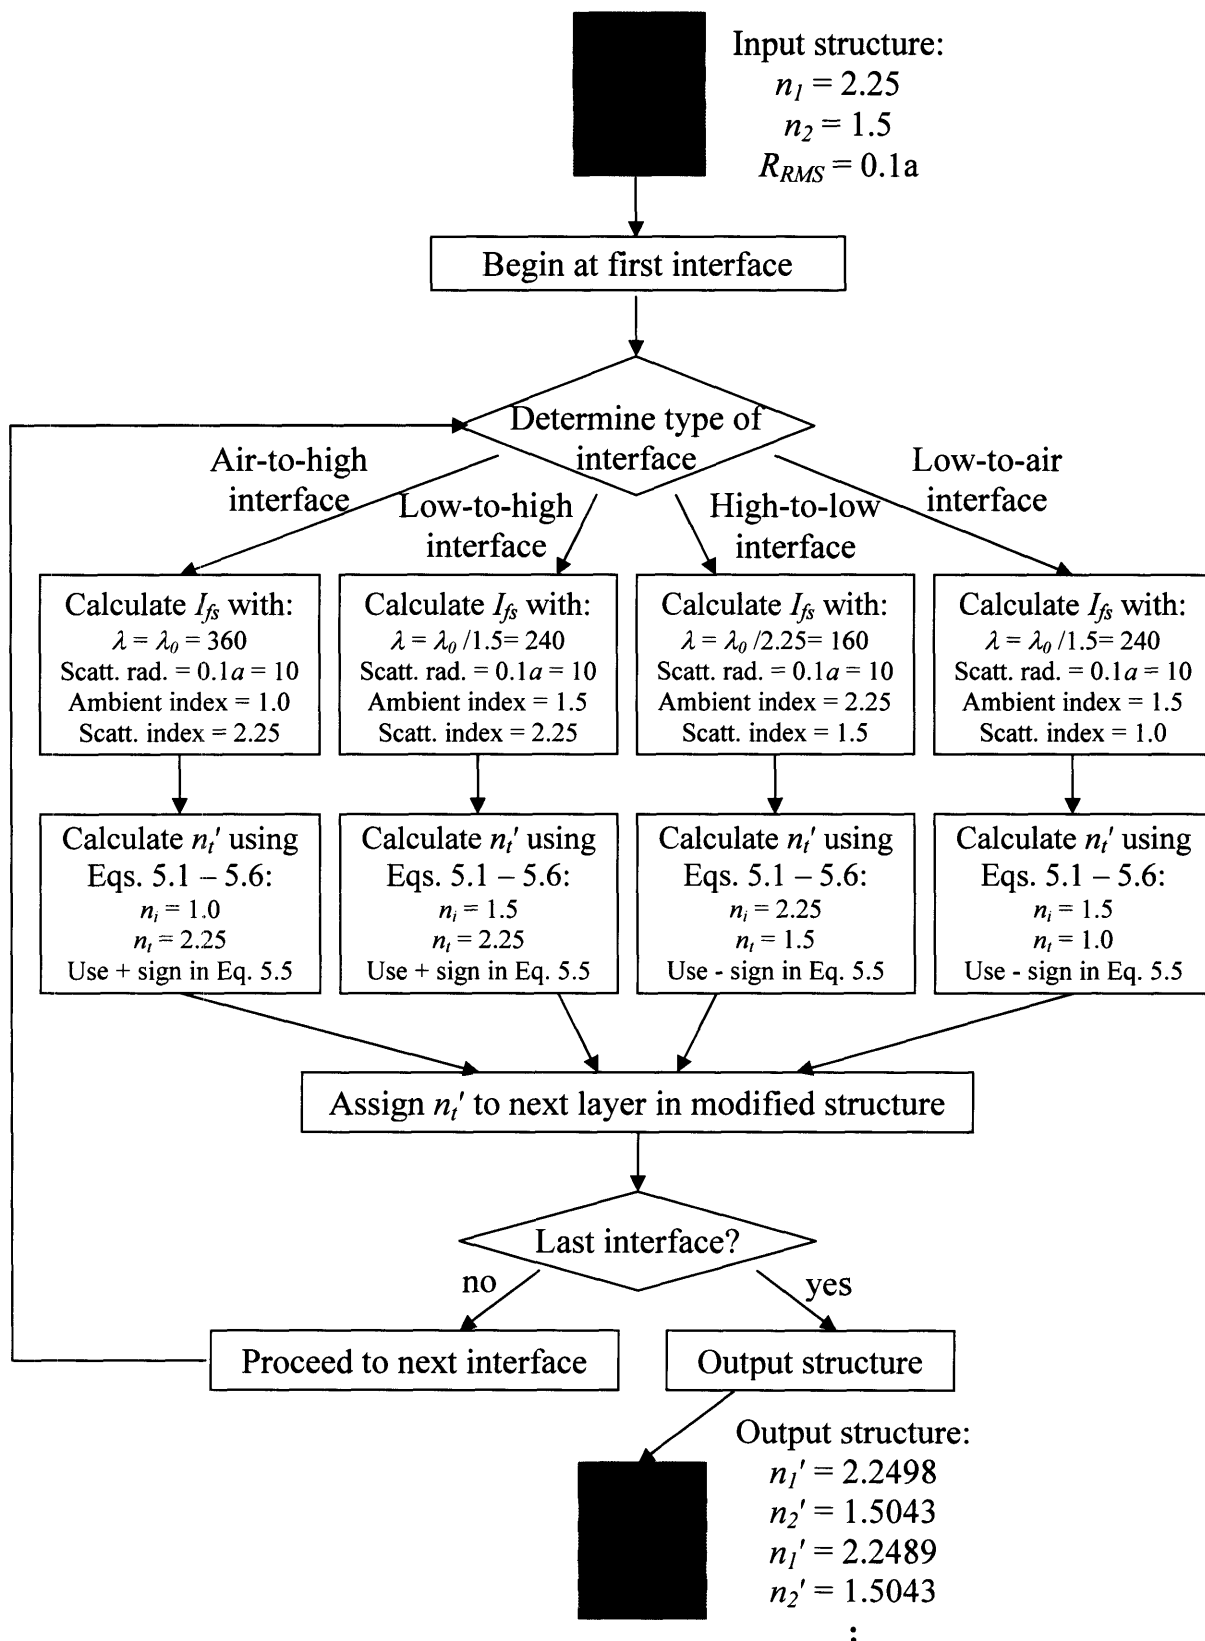 Input structure:
n₁ = 2.25
n₂ = 1.5
R_RMS = 0.1a
Begin at first interface
Determine type of
interface
Air-to-high
interface
Low-to-high
interface
High-to-low
interface
Low-to-air
interface
Calculate I_fs with:
λ = λ₀ = 360
Scatt. rad. = 0.1a = 10
Ambient index = 1.0
Scatt. index = 2.25
Calculate I_fs with:
λ = λ₀ /1.5= 240
Scatt. rad. = 0.1a = 10
Ambient index = 1.5
Scatt. index = 2.25
Calculate I_fs with:
λ = λ₀ /2.25= 160
Scatt. rad. = 0.1a = 10
Ambient index = 2.25
Scatt. index = 1.5
Calculate I_fs with:
λ = λ₀ /1.5= 240
Scatt. rad. = 0.1a = 10
Ambient index = 1.5
Scatt. index = 1.0
Calculate nₜ' using
Eqs. 5.1 – 5.6:
nᵢ = 1.0
nₜ = 2.25
Use + sign in Eq. 5.5
Calculate nₜ' using
Eqs. 5.1 – 5.6:
nᵢ = 1.5
nₜ = 2.25
Use + sign in Eq. 5.5
Calculate nₜ' using
Eqs. 5.1 – 5.6:
nᵢ = 2.25
nₜ = 1.5
Use - sign in Eq. 5.5
Calculate nₜ' using
Eqs. 5.1 – 5.6:
nᵢ = 1.5
nₜ = 1.0
Use - sign in Eq. 5.5
Assign nₜ' to next layer in modified structure
Last interface?
no
yes
Proceed to next interface
Output structure
Output structure:
n₁' = 2.2498
n₂' = 1.5043
n₁' = 2.2489
n₂' = 1.5043
⋮